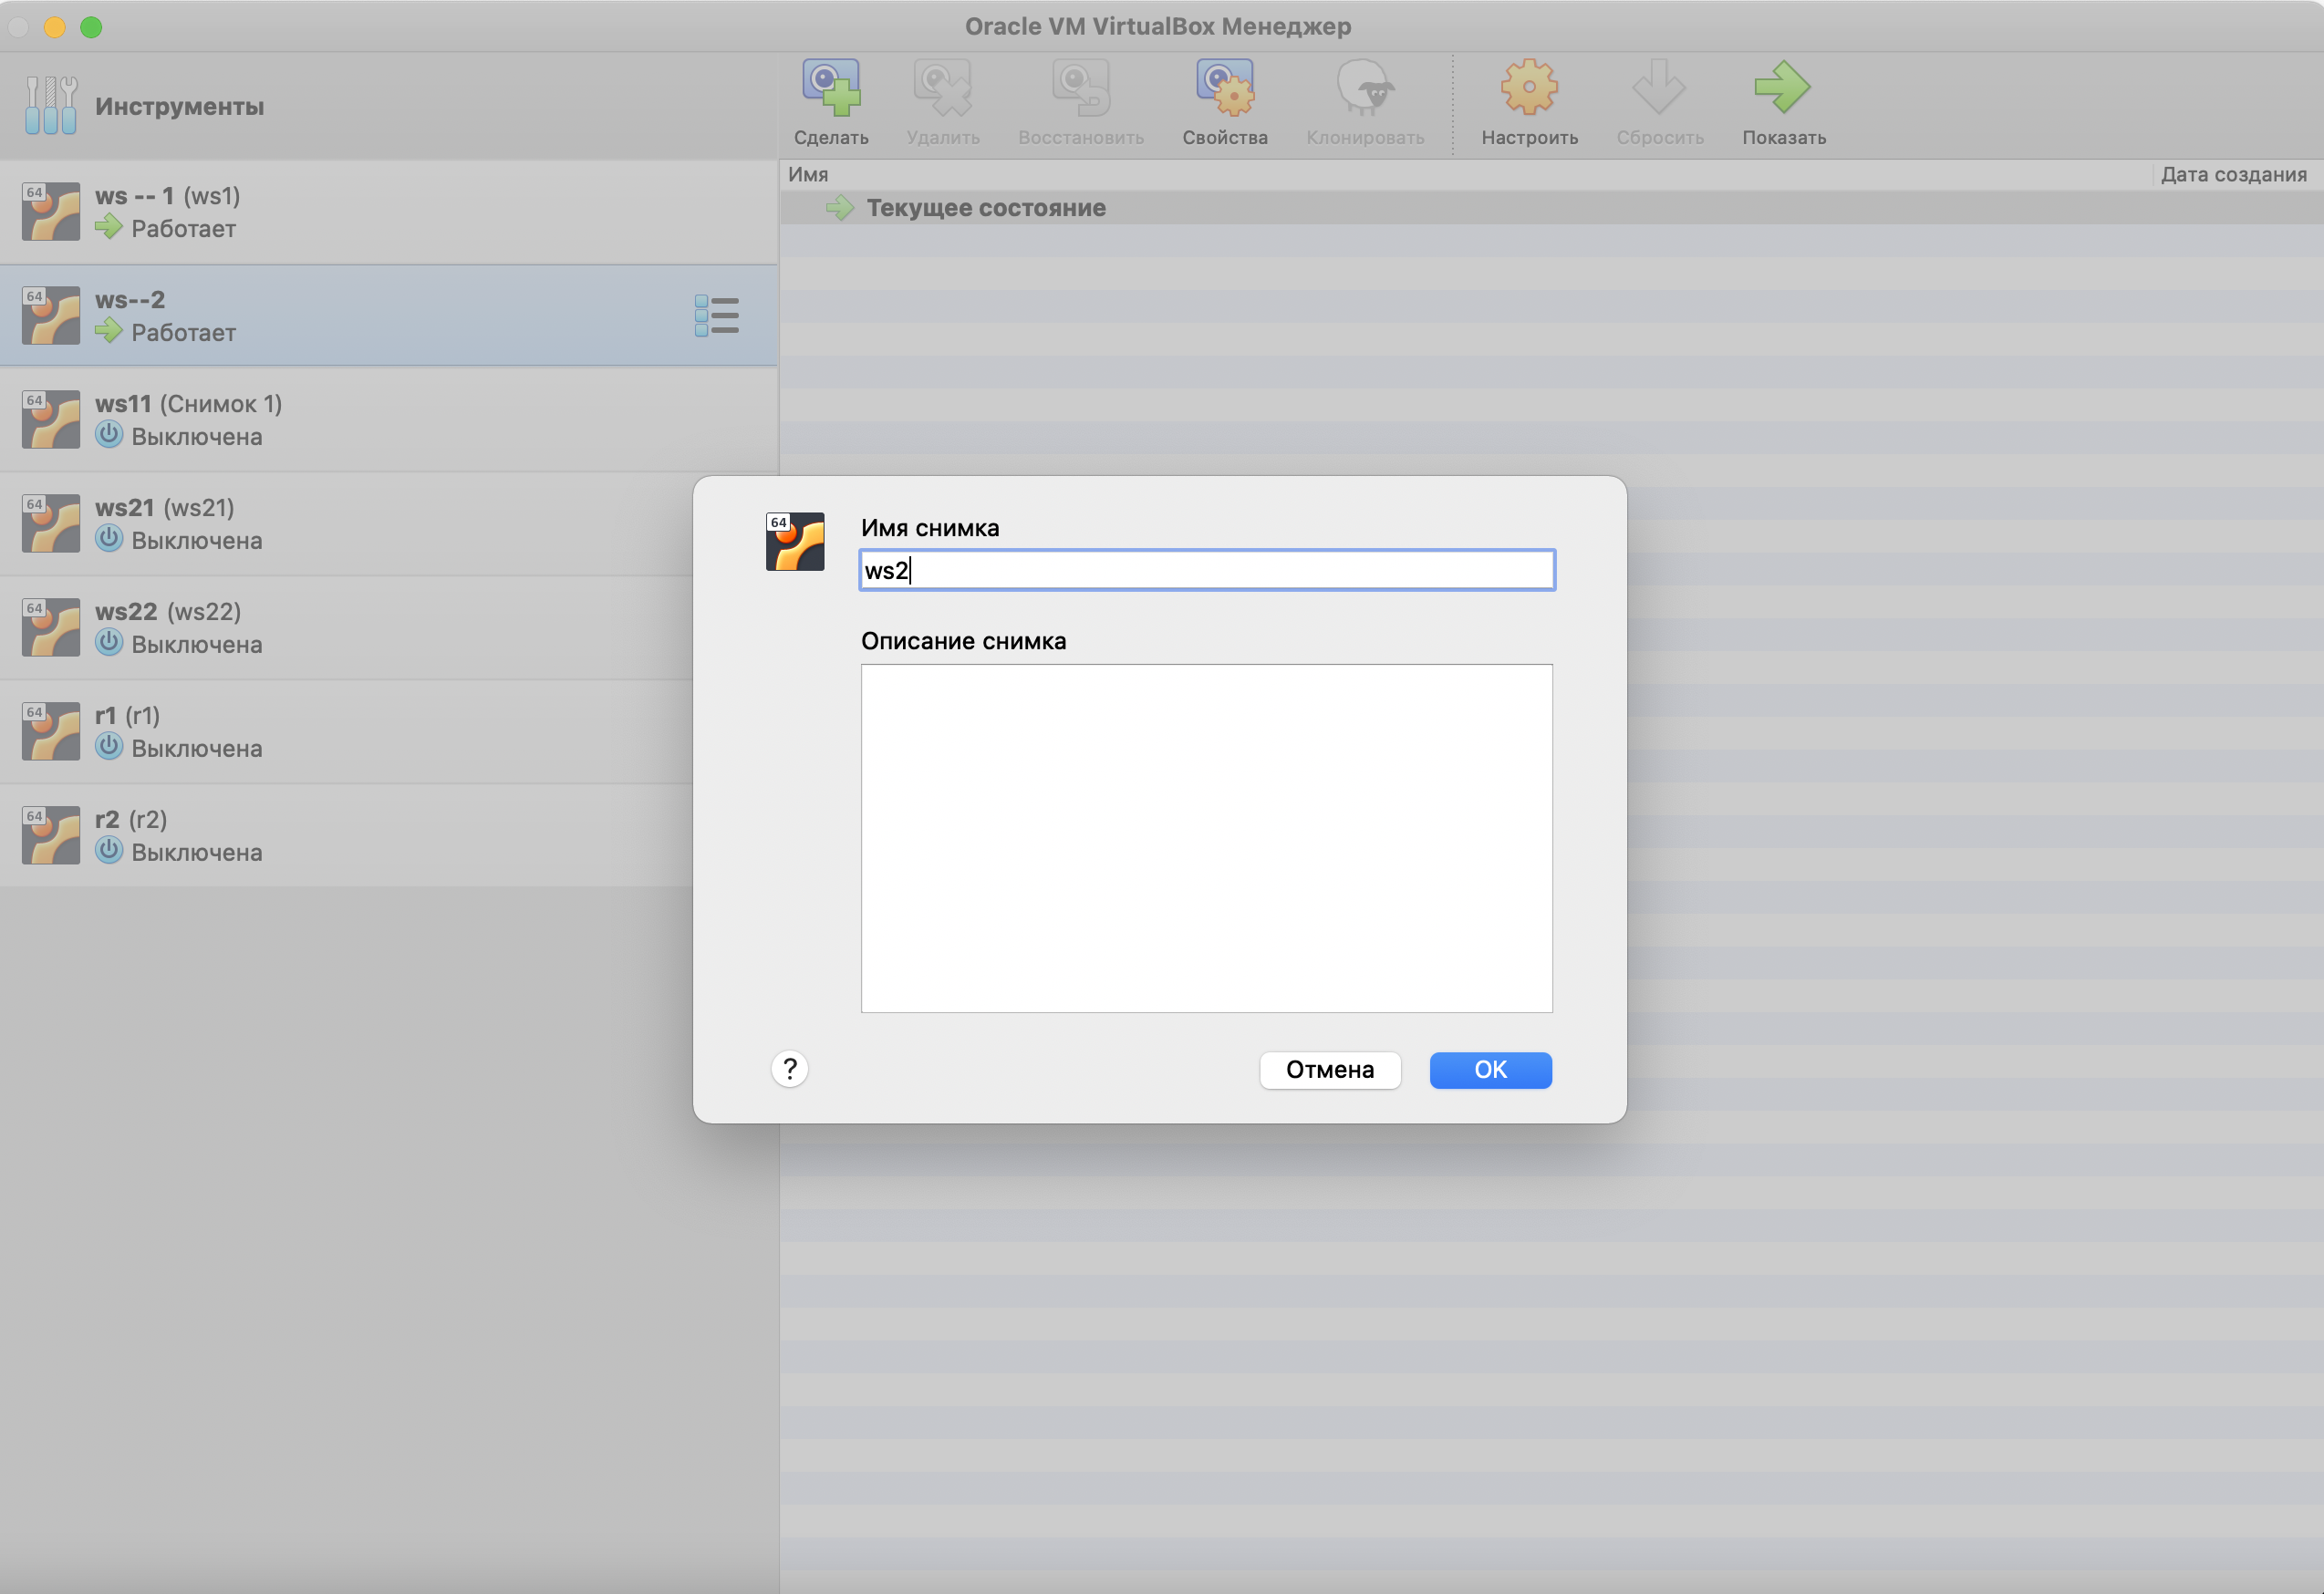 Oracle VM VirtualBox Менеджер
Инструменты
Сделать
Удалить
Восстановить
Свойства
Клонировать
Настроить
Сбросить
Показать
Имя
Дата создания
Текущее состояние
64
ws -- 1 (ws1)
Работает
64
ws--2
Работает
64
ws11 (Снимок 1)
Выключена
64
ws21 (ws21)
Выключена
64
ws22 (ws22)
Выключена
64
r1 (r1)
Выключена
64
r2 (r2)
Выключена
64
Имя снимка
ws2
Описание снимка
?
Отмена
OK